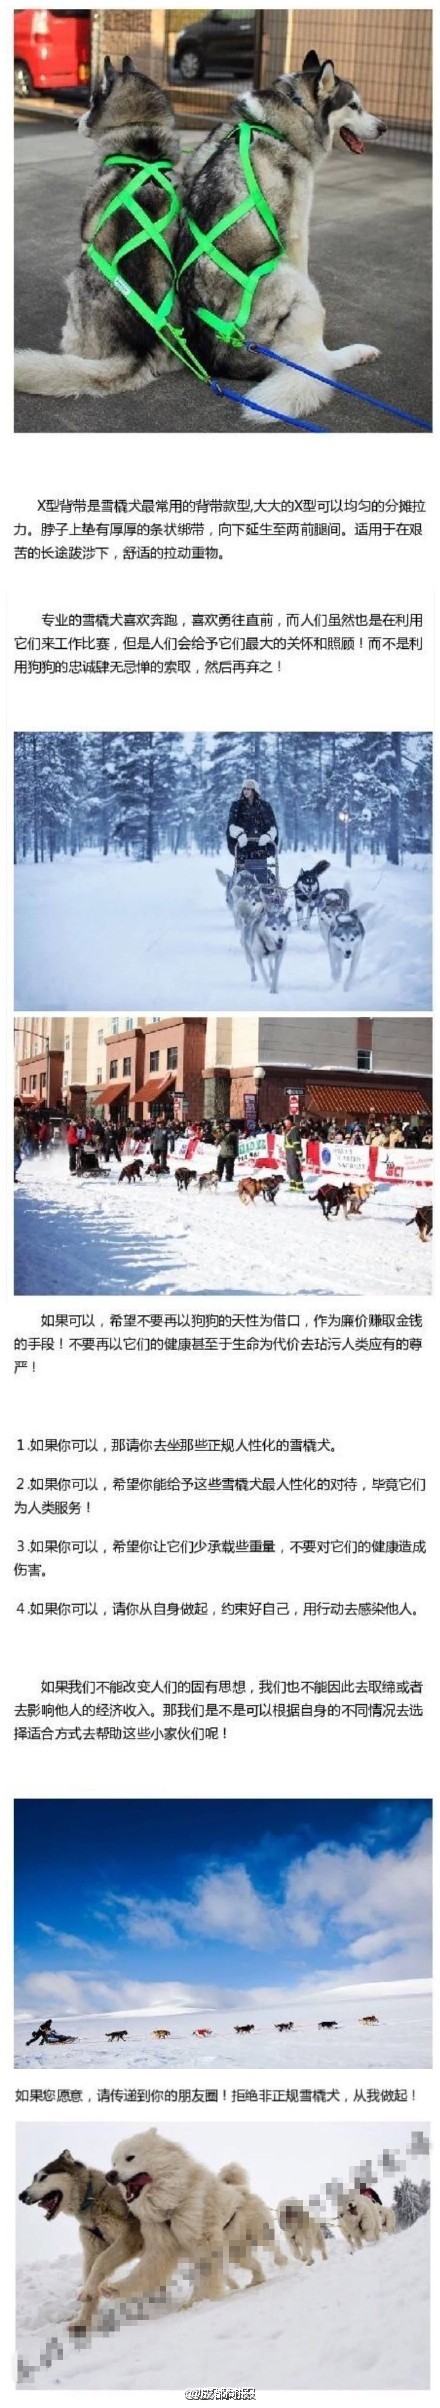 X型背带是雪橇犬最常用的背带款型,大大的X型可以均匀的分摊拉
力。脖子上垫有厚厚的条状绑带，向下延生至两前腿间。适用于在艰
苦的长途跋涉下，舒适的拉动重物。
专业的雪橇犬喜欢奔跑，喜欢勇往直前，而人们虽然也是在利用
它们来工作比赛，但是人们会给予它们最大的关怀和照顾！而不是利
用狗狗的忠诚肆无忌惮的索取，然后再弃之！
如果可以，希望不要再以狗狗的天性为借口，作为廉价赚取金钱
的手段！不要再以它们的健康甚至于生命为代价去玷污人类应有的尊
严！
1.如果你可以，那请你去坐那些正规人性化的雪橇犬。
2.如果你可以，希望你能给予这些雪橇犬最人性化的对待，毕竟它们
为人类服务！
3.如果你可以，希望你让它们少承载些重量，不要对它们的健康造成
伤害。
4.如果你可以，请你从自身做起，约束好自己，用行动去感染他人。
如果我们不能改变人们的固有思想，我们也不能因此去取缔或者
去影响他人的经济收入。那我们是不是可以根据自身的不同情况去选
择适合方式去帮助这些小家伙们呢！
如果您愿意，请传递到你的朋友圈！拒绝非正规雪橇犬，从我做起！
@成都商报